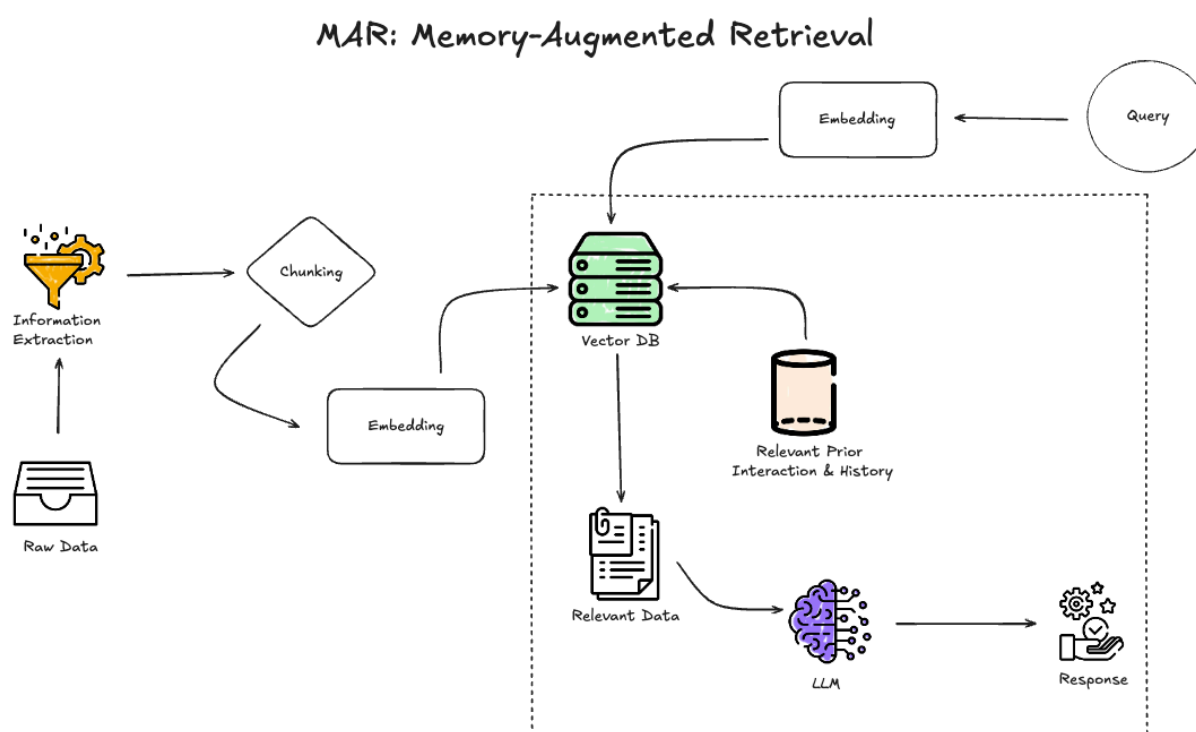 MAR: Memory-Augmented Retrieval
Embedding
Query
Information
Extraction
Chunking
Vector DB
Embedding
Relevant Prior
Interaction & History
Raw Data
Relevant Data
LLM
Response